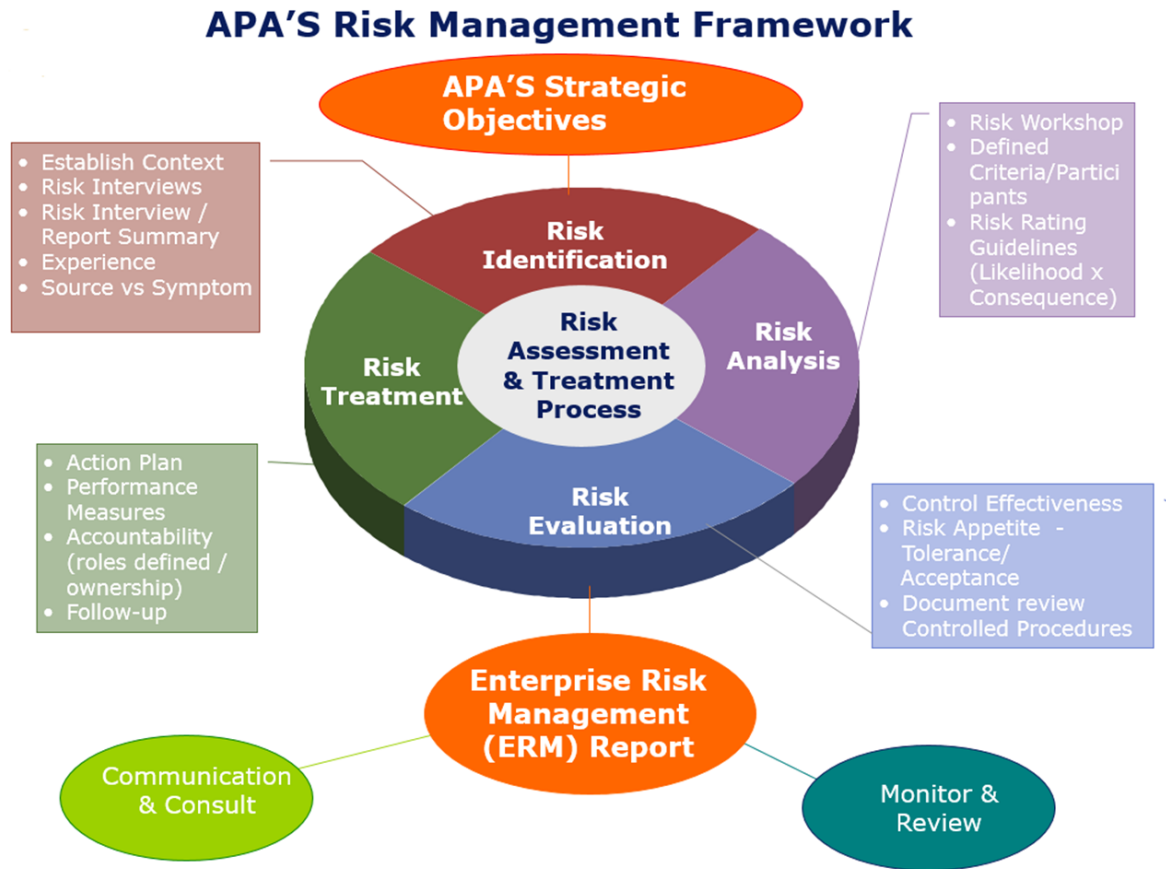 APA'S Risk Management Framework
APA'S Strategic
Objectives
• Establish Context
• Risk Interviews
• Risk Interview /
Report Summary
• Experience
• Source vs Symptom
• Risk Workshop
• Defined
Criteria/Partici
pants
• Risk Rating
Guidelines
(Likelihood x
Consequence)
Risk
Identification
Risk
Assessment
& Treatment
Process
Risk
Analysis
Risk
Treatment
Risk
Evaluation
• Action Plan
• Performance
Measures
• Accountability
(roles defined /
ownership)
• Follow-up
• Control Effectiveness
• Risk Appetite -
Tolerance/
Acceptance
• Document review
Controlled Procedures
Enterprise Risk
Management
(ERM) Report
Communication
& Consult
Monitor &
Review